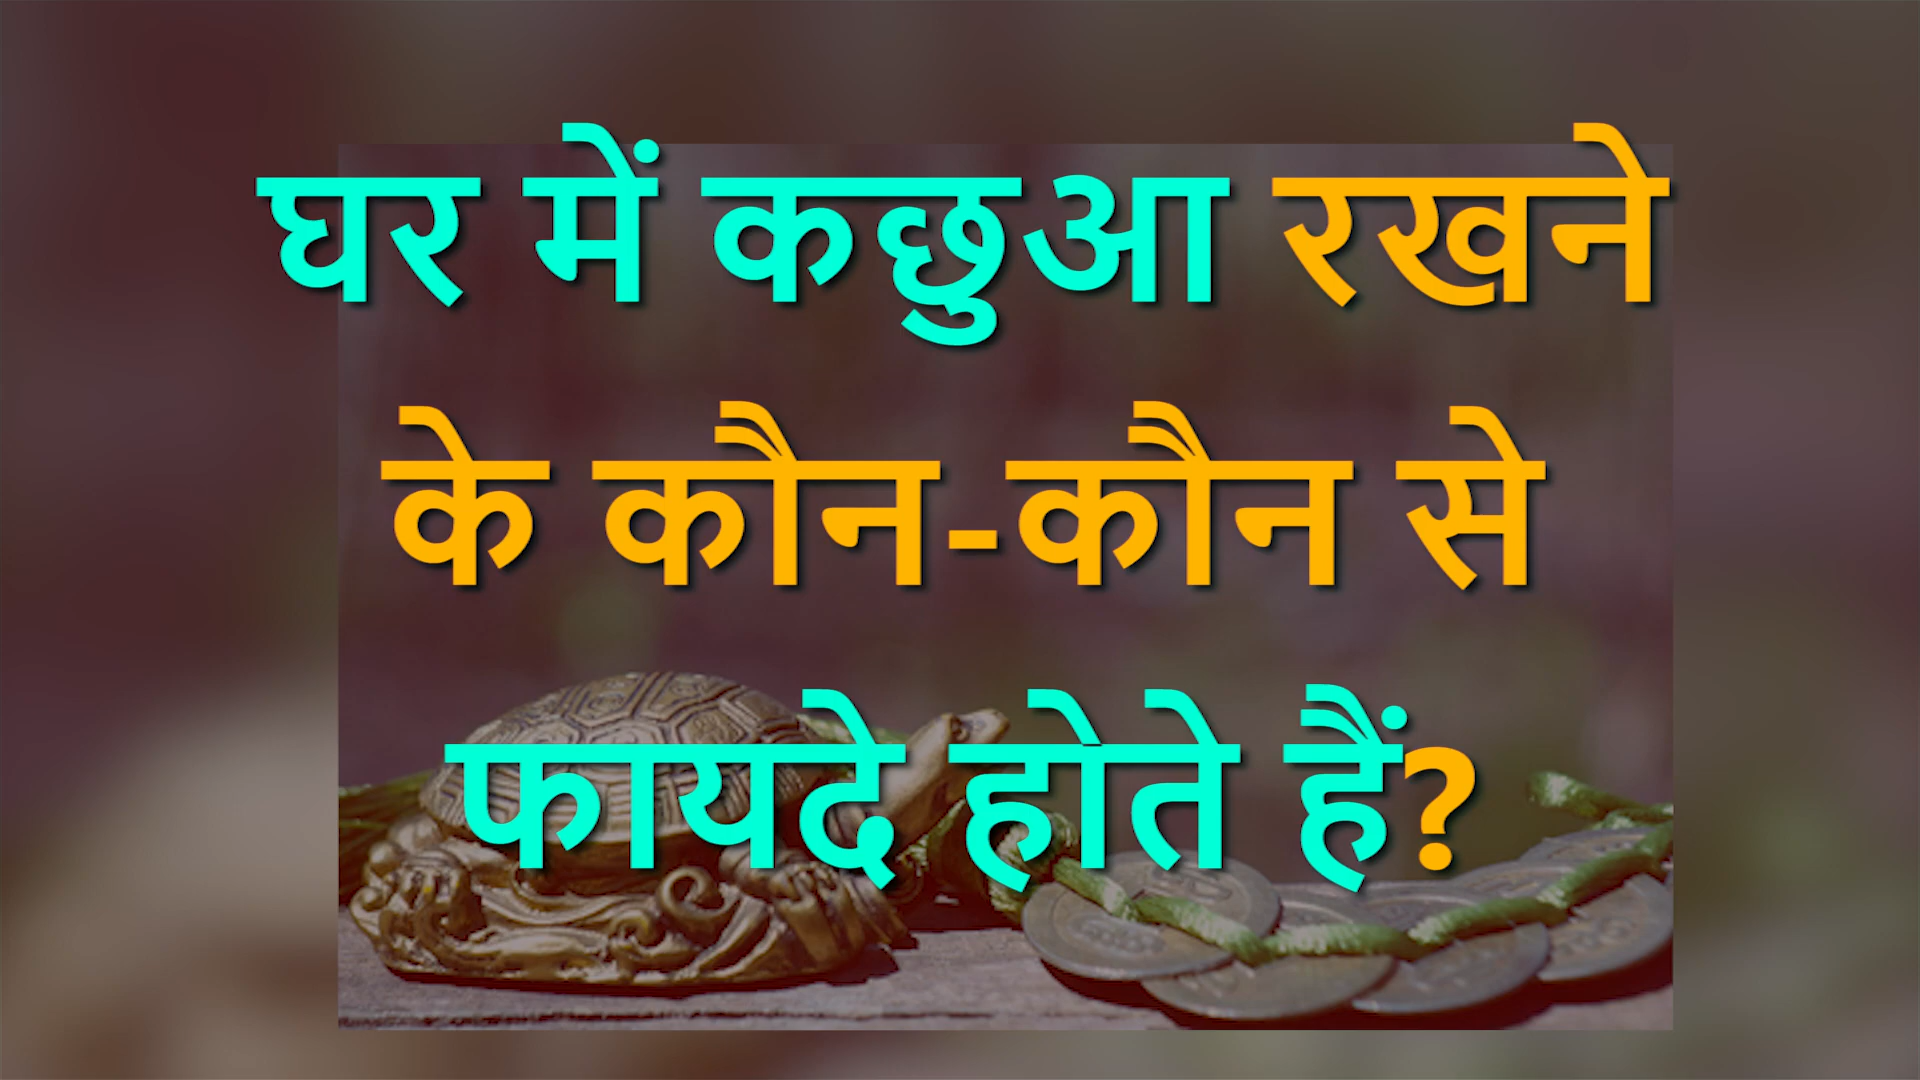 घर में कछुआ रखने
के कौन-कौन से
फायदे होते हैं?